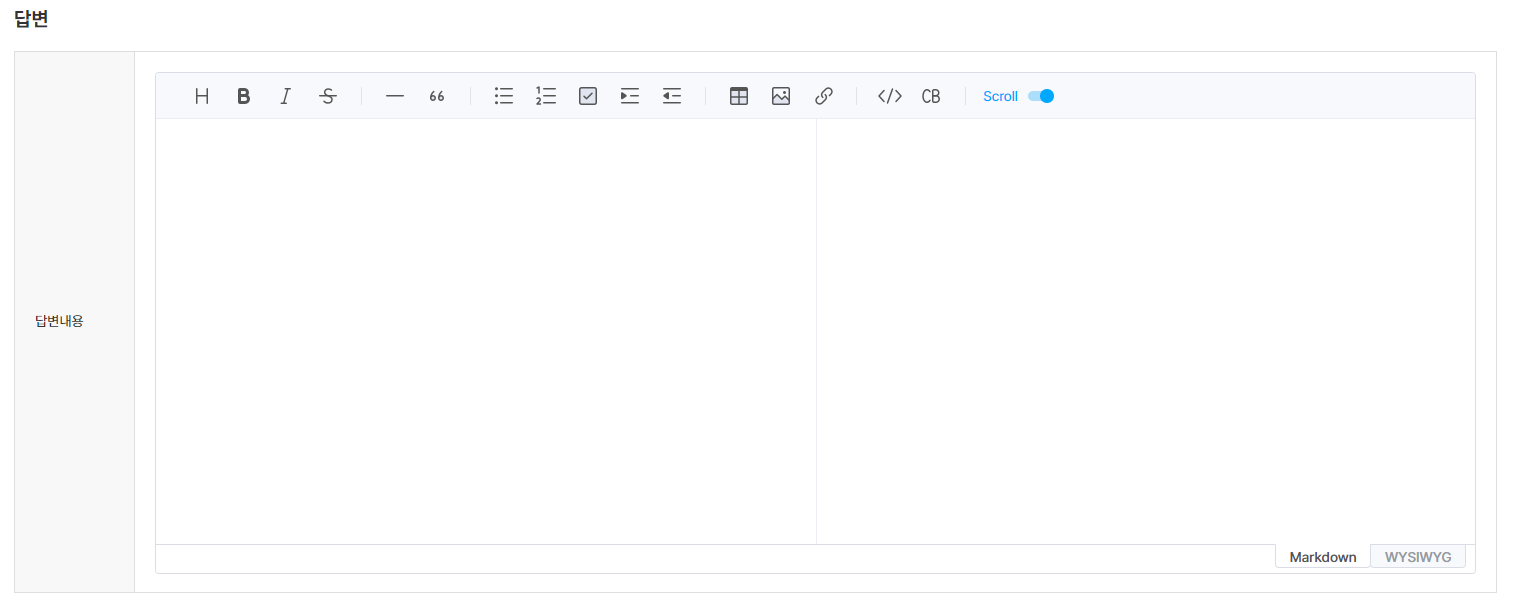 답변
H B I S — 66 </> CB Scroll
답변내용
Markdown WYSIWYG